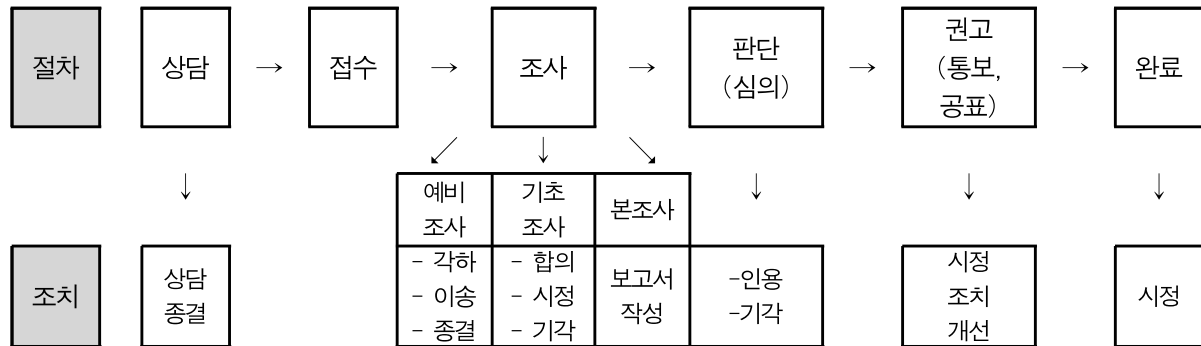 절차
상담
→
접수
→
조사
→
판단
(심의)
→
권고
(통보,
공표)
→
완료
↓
↙
↓
↘
↓
↓
↓
예비
조사
기초
조사
본조사
조치
상담
종결
- 각하
- 이송
- 종결
- 합의
- 시정
- 기각
보고서
작성
-인용
-기각
시정
조치
개선
시정